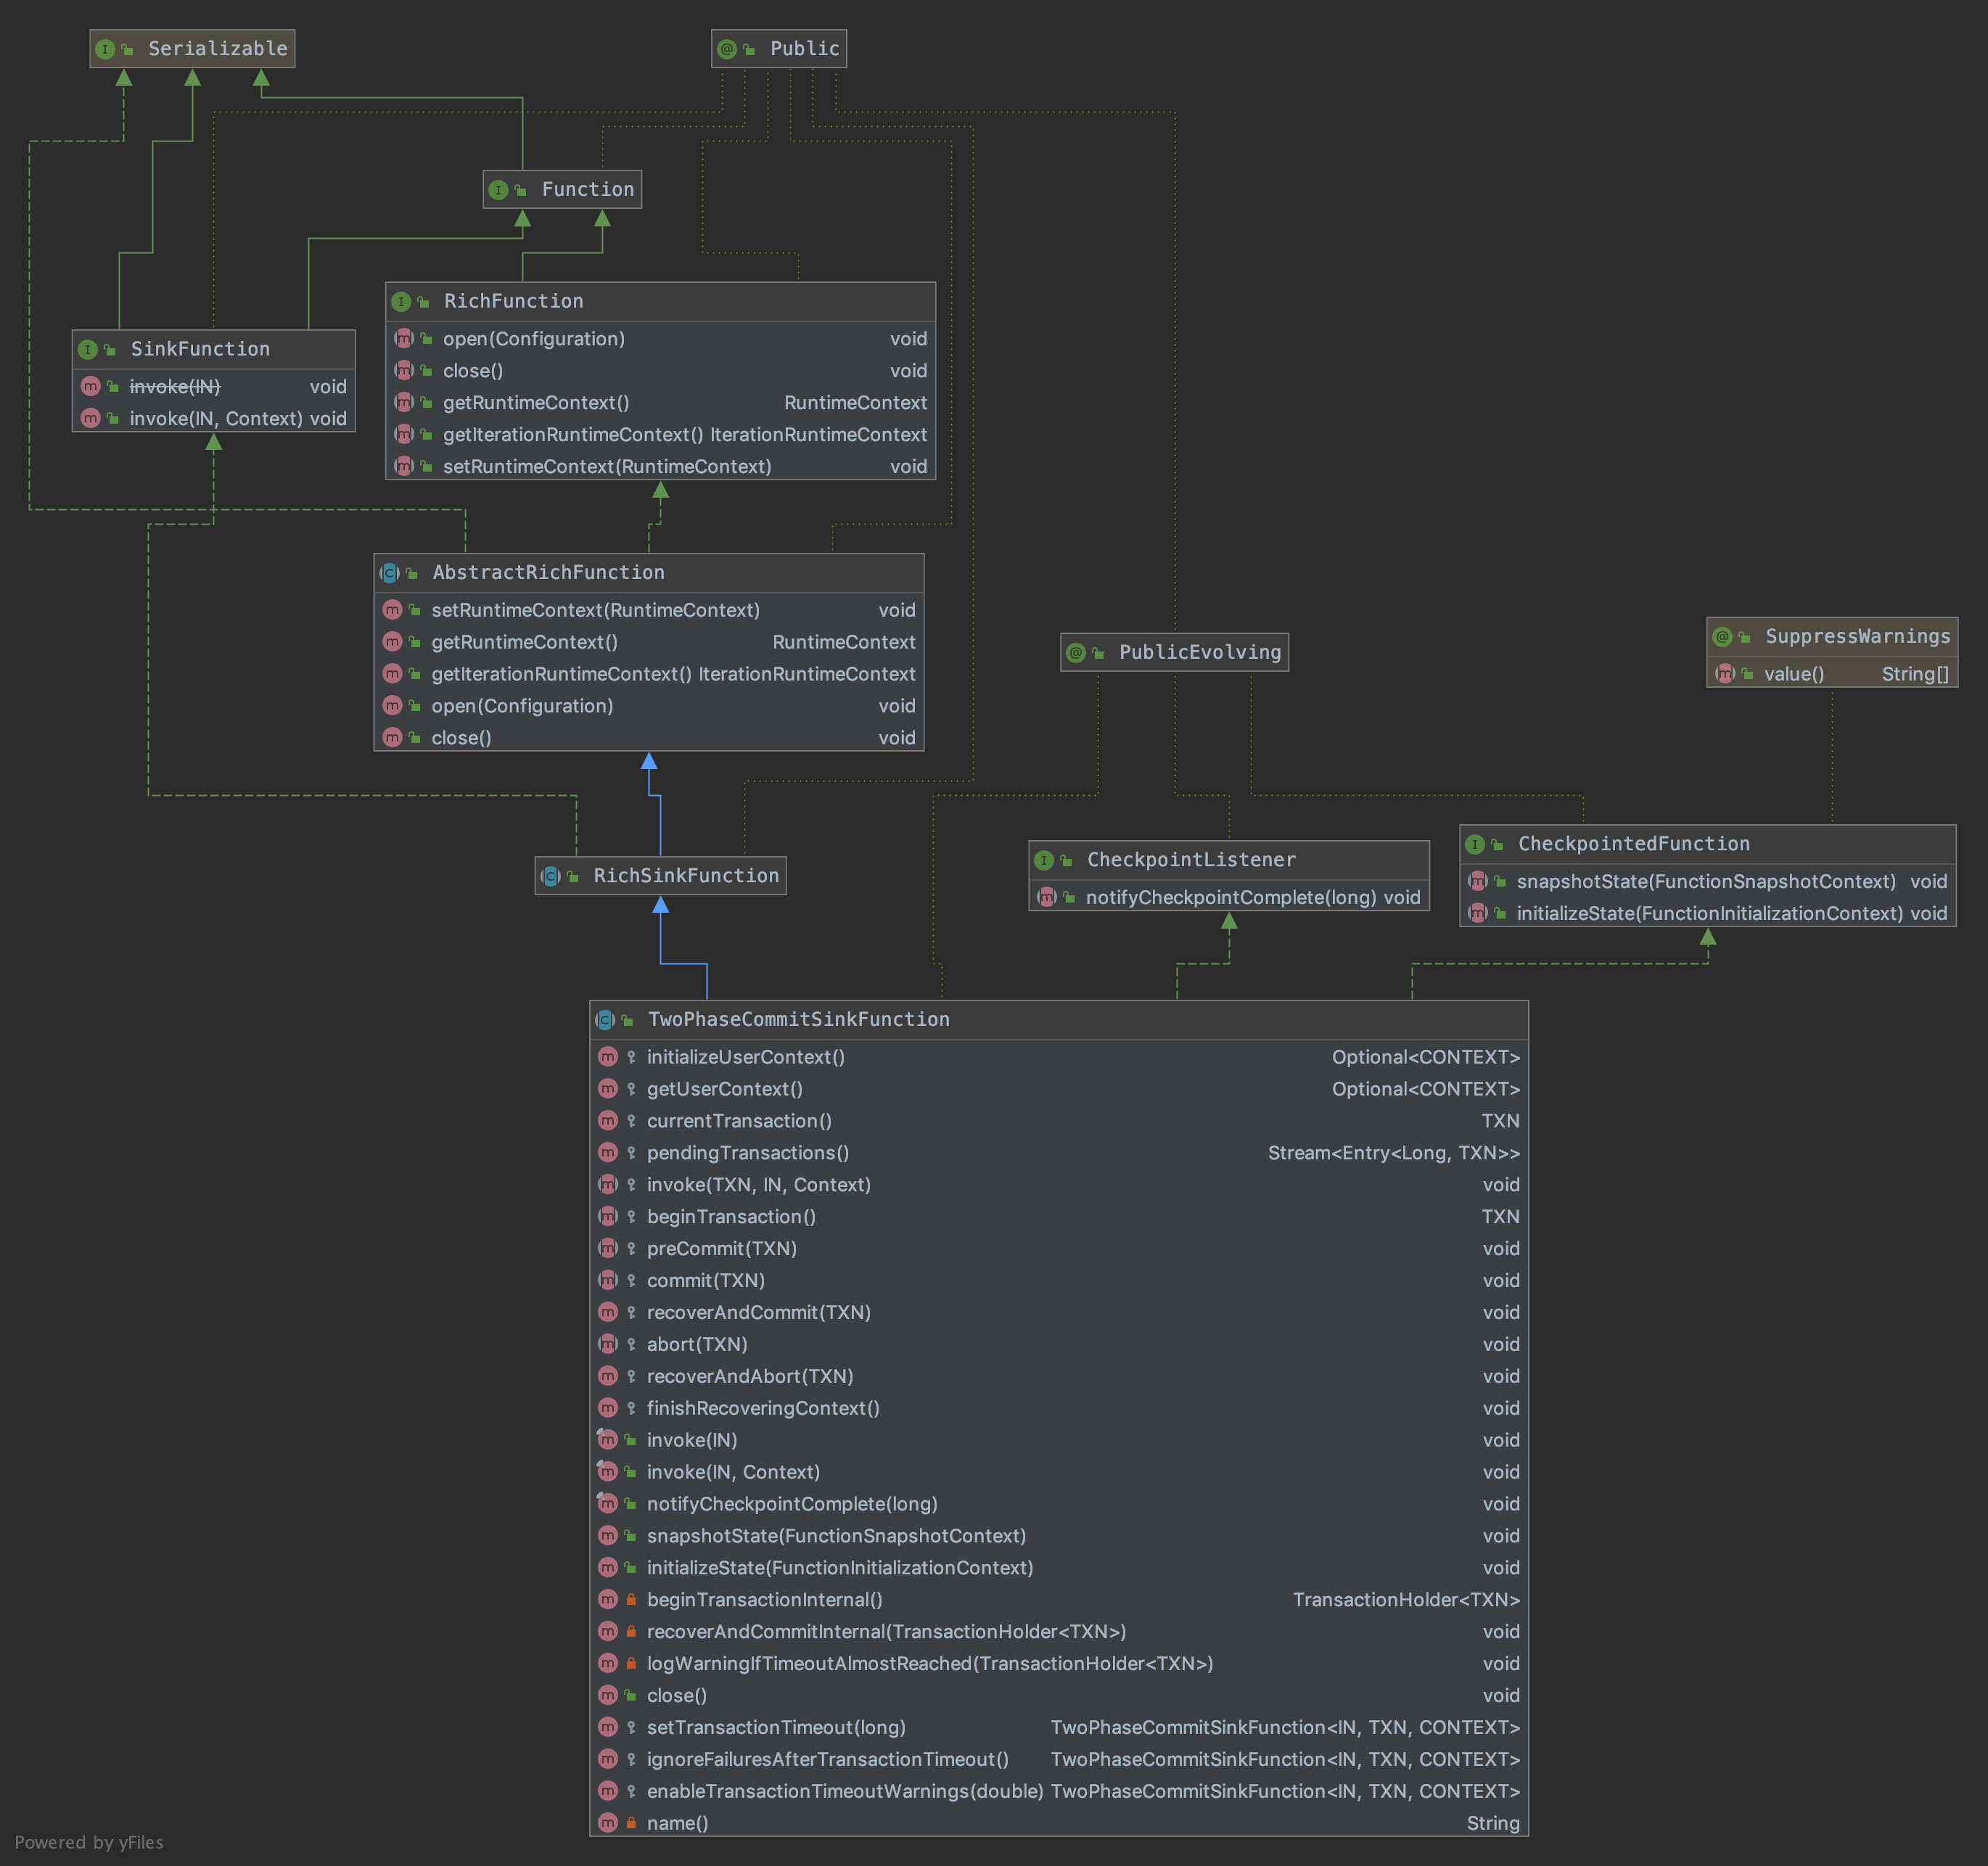 Serializable
Public
Function
RichFunction
open(Configuration) void
close() void
getRuntimeContext() RuntimeContext
getIterationRuntimeContext() IterationRuntimeContext
setRuntimeContext(RuntimeContext) void
SinkFunction
invoke(IN) void
invoke(IN, Context) void
AbstractRichFunction
setRuntimeContext(RuntimeContext) void
getRuntimeContext() RuntimeContext
getIterationRuntimeContext() IterationRuntimeContext
open(Configuration) void
close() void
PublicEvolving
SuppressWarnings
value() String[]
RichSinkFunction
CheckpointListener
notifyCheckpointComplete(long) void
CheckpointedFunction
snapshotState(FunctionSnapshotContext) void
initializeState(FunctionInitializationContext) void
TwoPhaseCommitSinkFunction
initializeUserContext() Optional<CONTEXT>
getUserContext() Optional<CONTEXT>
currentTransaction() TXN
pendingTransactions() Stream<Entry<Long, TXN>>
invoke(TXN, IN, Context) void
beginTransaction() TXN
preCommit(TXN) void
commit(TXN) void
recoverAndCommit(TXN) void
abort(TXN) void
recoverAndAbort(TXN) void
finishRecoveringContext() void
invoke(IN) void
invoke(IN, Context) void
notifyCheckpointComplete(long) void
snapshotState(FunctionSnapshotContext) void
initializeState(FunctionInitializationContext) void
beginTransactionInternal() TransactionHolder<TXN>
recoverAndCommitInternal(TransactionHolder<TXN>) void
logWarningIfTimeoutAlmostReached(TransactionHolder<TXN>) void
close() void
setTransactionTimeout(long) TwoPhaseCommitSinkFunction<IN, TXN, CONTEXT>
ignoreFailuresAfterTransactionTimeout() TwoPhaseCommitSinkFunction<IN, TXN, CONTEXT>
enableTransactionTimeoutWarnings(double) TwoPhaseCommitSinkFunction<IN, TXN, CONTEXT>
name() String
Powered by yFiles